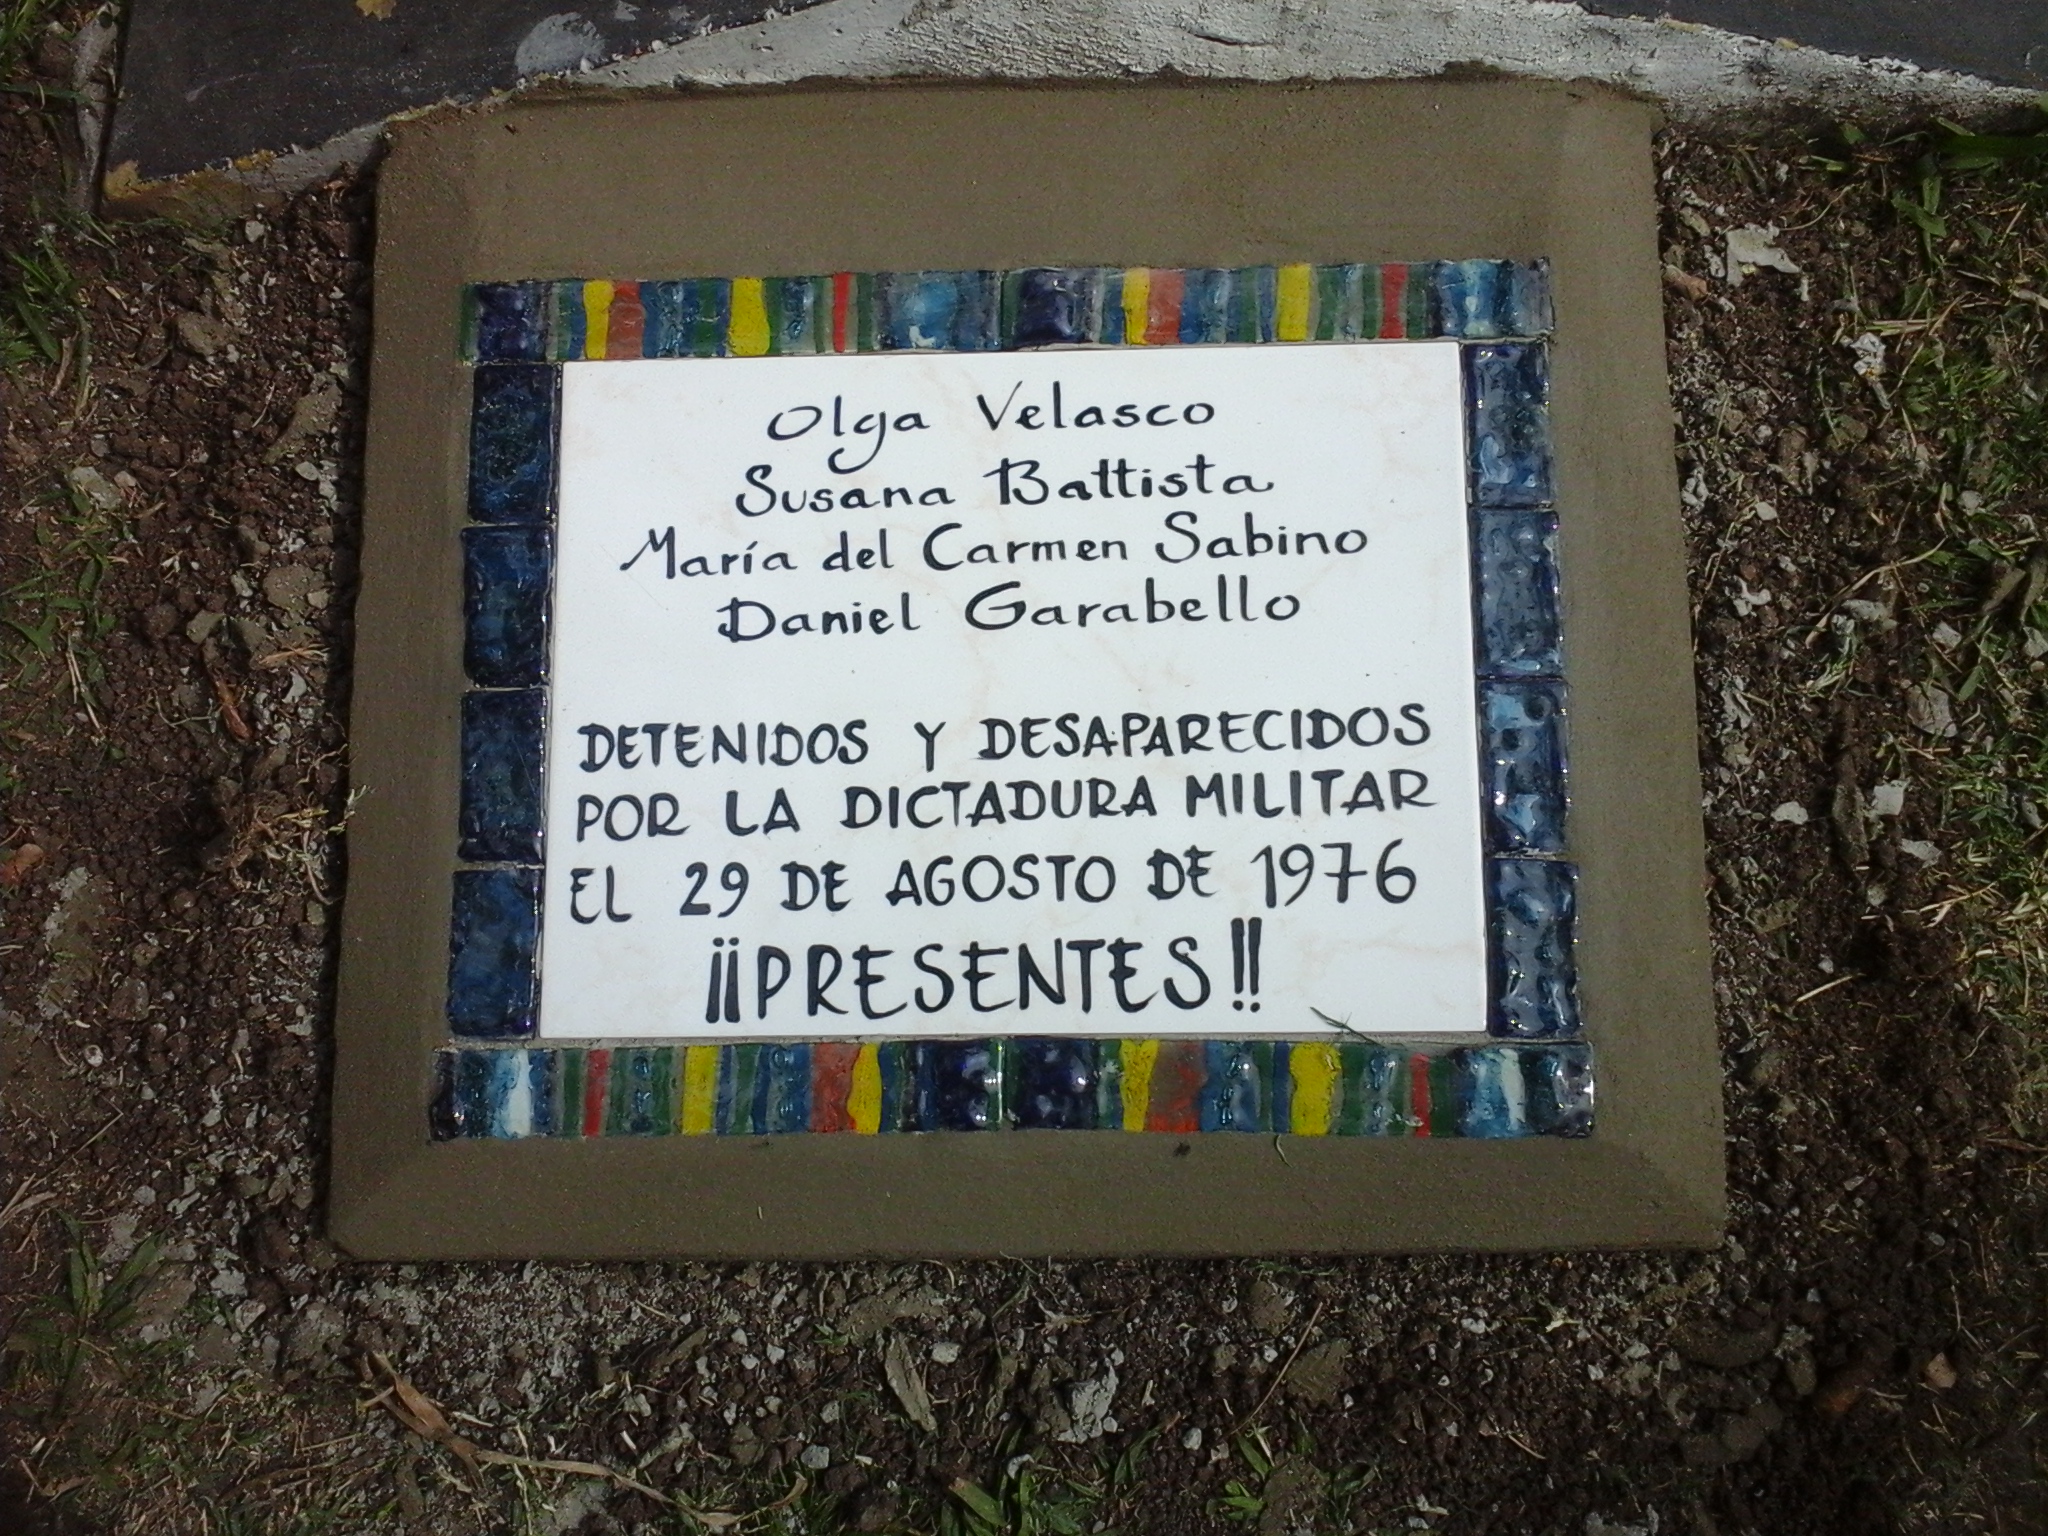 Olga Velasco
Susana Battista
María del Carmen Sabino
Daniel Garabello
DETENIDOS Y DESAPARECIDOS
POR LA DICTADURA MILITAR
EL 29 DE AGOSTO DE 1976
¡¡PRESENTES!!